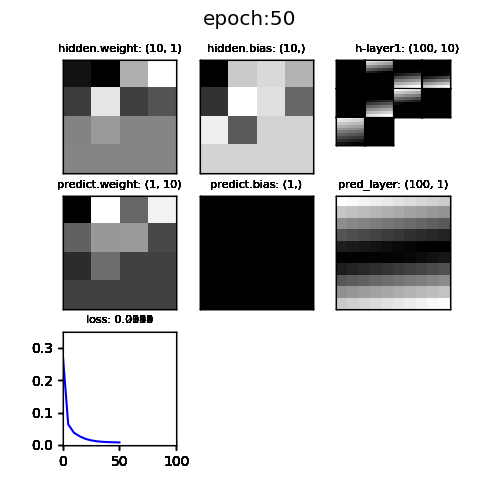 epoch:50
hidden.weight: (10, 1)
hidden.bias: (10,)
h-layer1: (100, 10)
predict.weight: (1, 10)
predict.bias: (1,)
pred_layer: (100, 1)
loss:
0.3
0.2
0.1
0.0
0
50
100